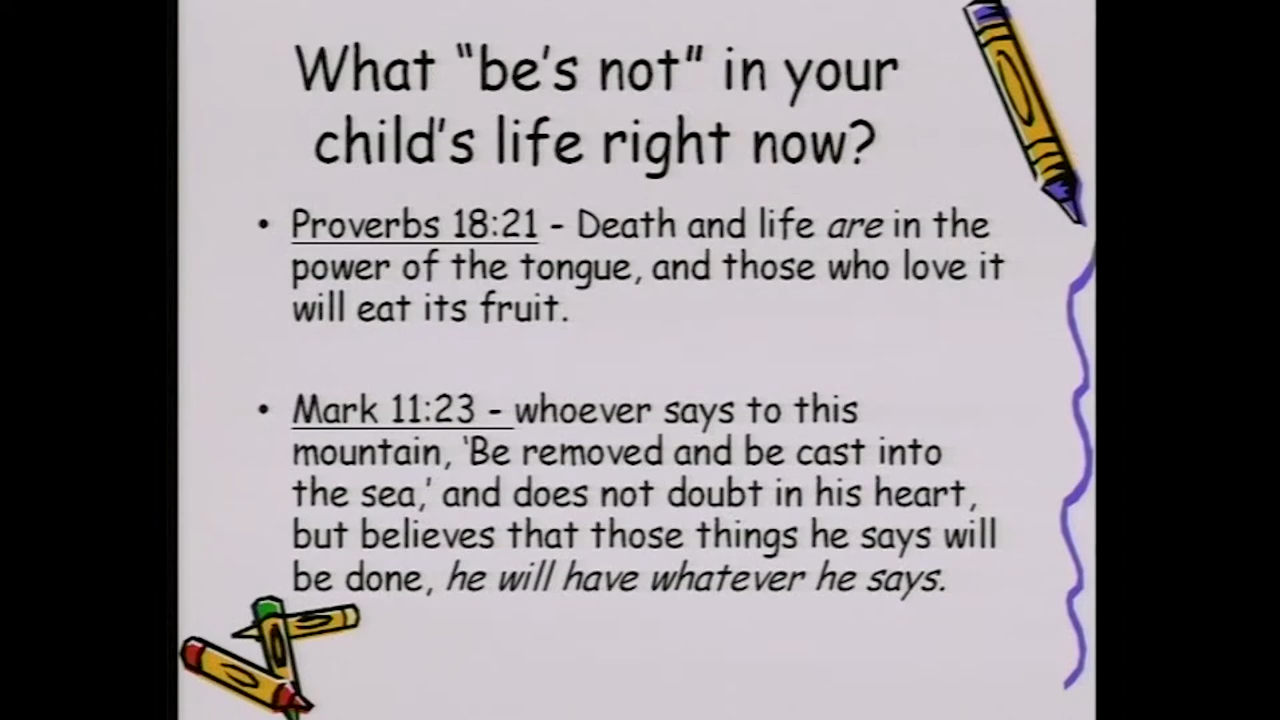 What “be’s not” in your
child’s life right now?
• Proverbs 18:21 - Death and life are in the
power of the tongue, and those who love it
will eat its fruit.
• Mark 11:23 - whoever says to this
mountain, ‘Be removed and be cast into
the sea,’ and does not doubt in his heart,
but believes that those things he says will
be done, he will have whatever he says.